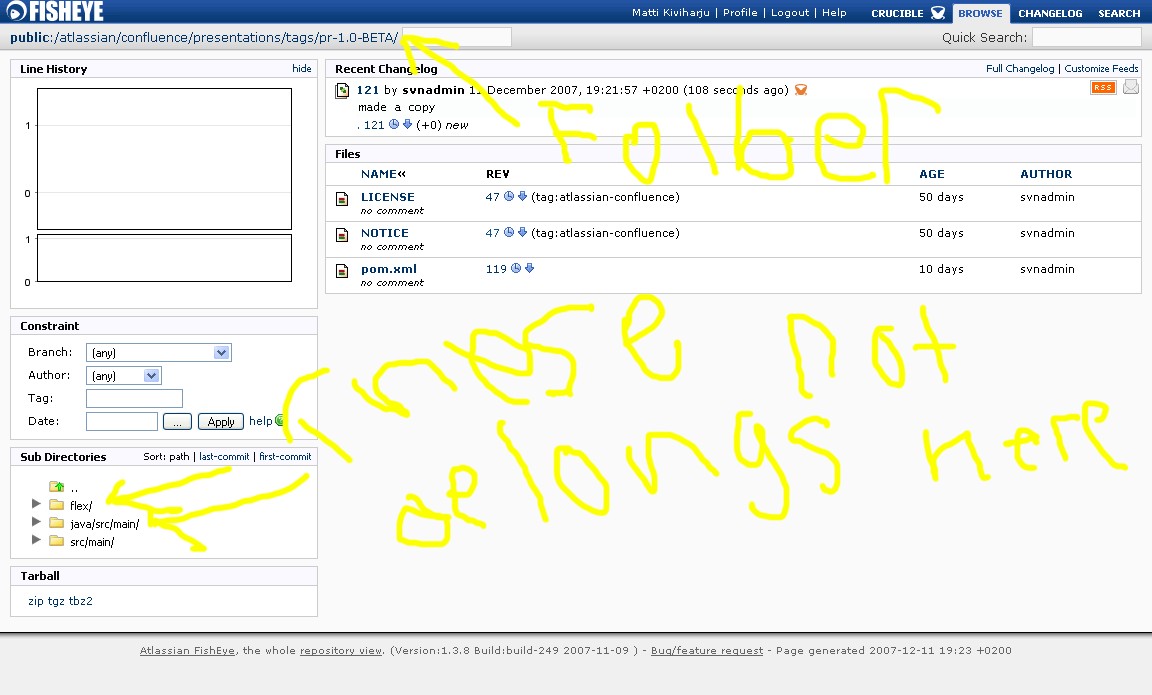 FISHEYE
Matti Kiviharju | Profile | Logout | Help CRUCIBLE BROWSE CHANGELOG SEARCH
public:/atlassian/confluence/presentations/tags/pr-1.0-BETA/ Quick Search:
Line History hide
1
0
1
0
Recent Changelog Full Changelog | Customize Feeds
121 by svnadmin 11 December 2007, 19:21:57 +0200 (108 seconds ago) RSS
made a copy
. 121 (+0) new
Folber
Files
NAME« REV AGE AUTHOR
LICENSE 47 (tag:atlassian-confluence) 50 days svnadmin
no comment
NOTICE 47 (tag:atlassian-confluence) 50 days svnadmin
no comment
pom.xml 119 10 days svnadmin
no comment
not
here
Constraint
Branch: (any)
Author: (any)
Tag:
Date: ... Apply help
Sub Directories Sort: path | last-commit | first-commit
..
flex/
java/src/main/
src/main/
Tarball
zip tgz tbz2
Atlassian FishEye, the whole repository view. (Version:1.3.8 Build:build-249 2007-11-09 ) - Bug/feature request - Page generated 2007-12-11 19:23 +0200